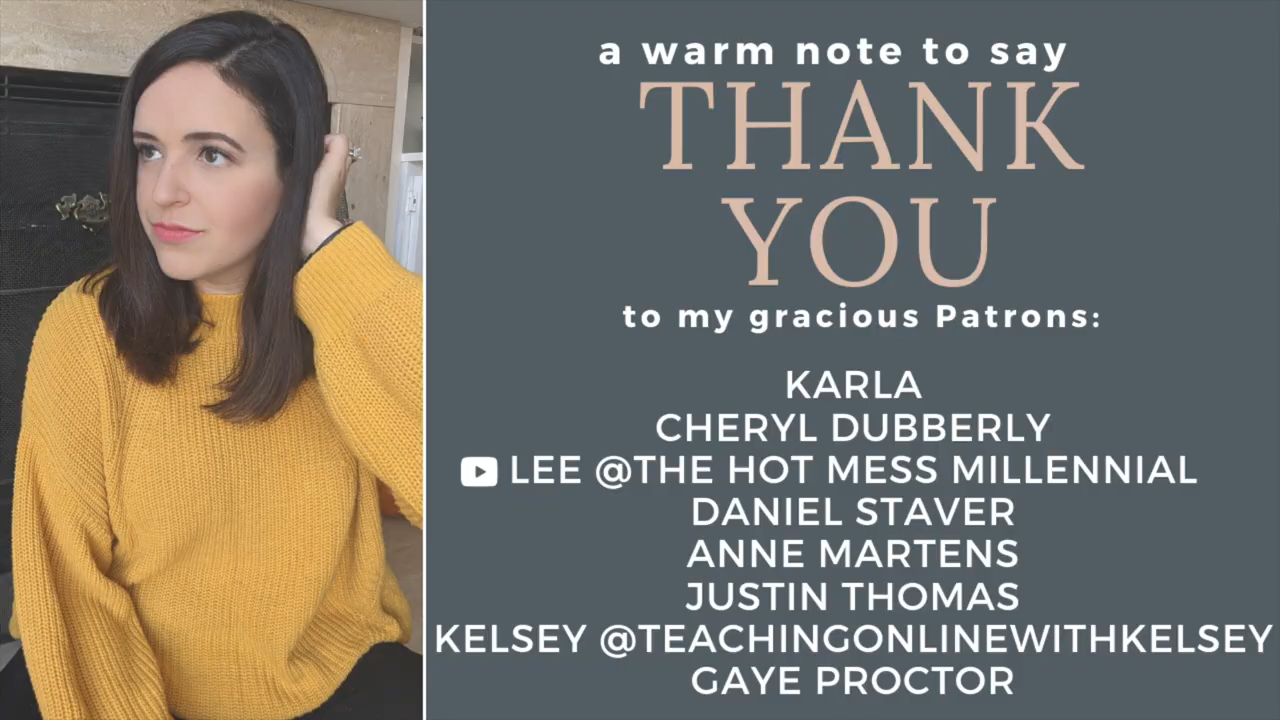 a warm note to say
THANK
YOU
to my gracious Patrons:
KARLA
CHERYL DUBBERLY
LEE @THE HOT MESS MILLENNIAL
DANIEL STAVER
ANNE MARTENS
JUSTIN THOMAS
KELSEY @TEACHINGONLINEWITHKELSEY
GAYE PROCTOR